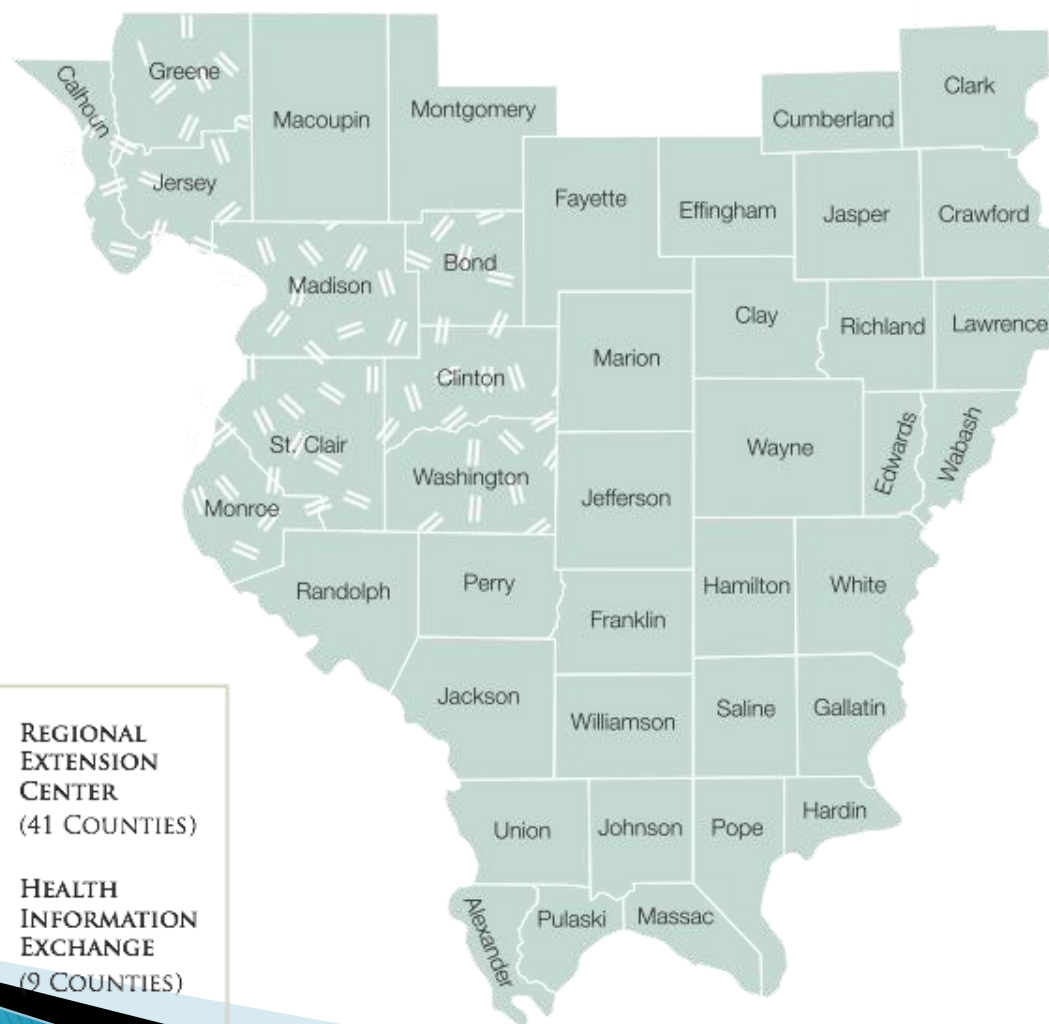 Clark
Cumberland
Greene
Calhoun
Macoupin
Montgomery
Jersey
Fayette
Effingham
Jasper
Crawford
Bond
Madison
Clay
Richland
Lawrence
Marion
Clinton
St. Clair
Washington
Wayne
Edwards
Wabash
Jefferson
Monroe
Randolph
Perry
Franklin
Hamilton
White
Jackson
Williamson
Saline
Gallatin
Union
Johnson
Pope
Hardin
Alexander
Pulaski
Massac
REGIONAL
EXTENSION
CENTER
(41 COUNTIES)
HEALTH
INFORMATION
EXCHANGE
(9 COUNTIES)